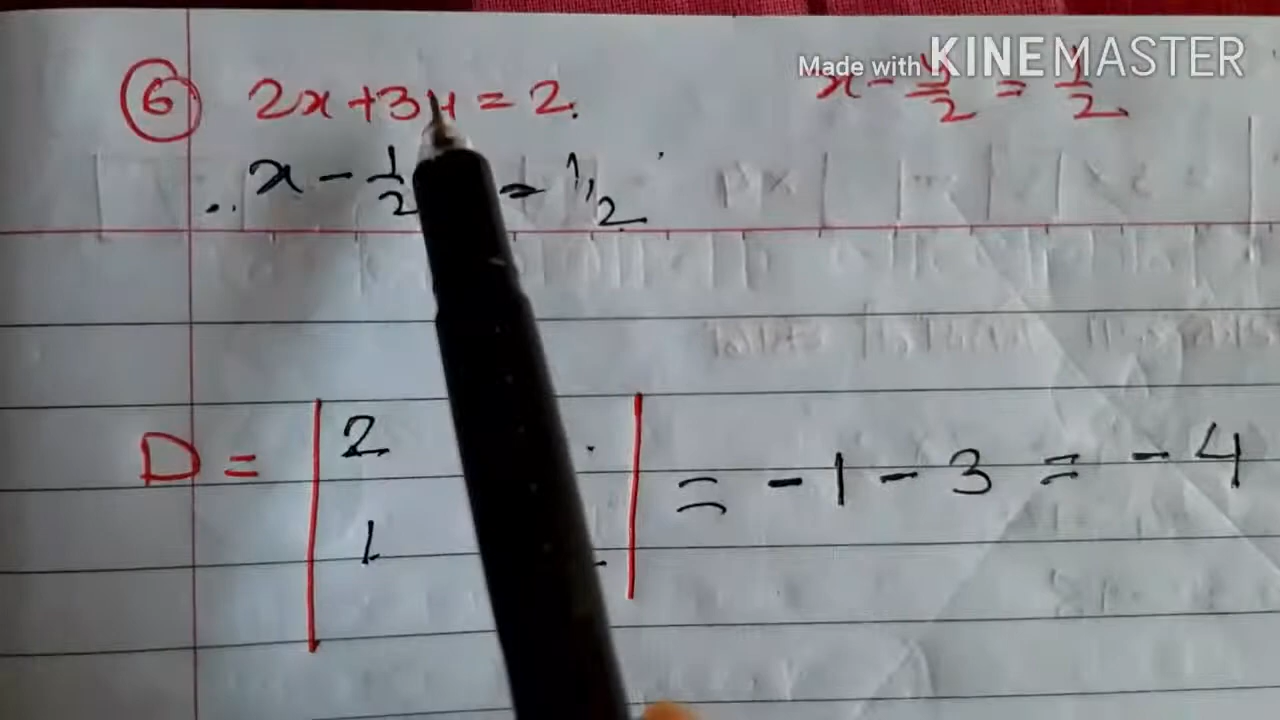 Made with KINEMASTER
6 2x+3y = 2. x - y/2 = 1/2
x - 1/2 = 1/2
D = | 2 | = -1 - 3 = -4
1